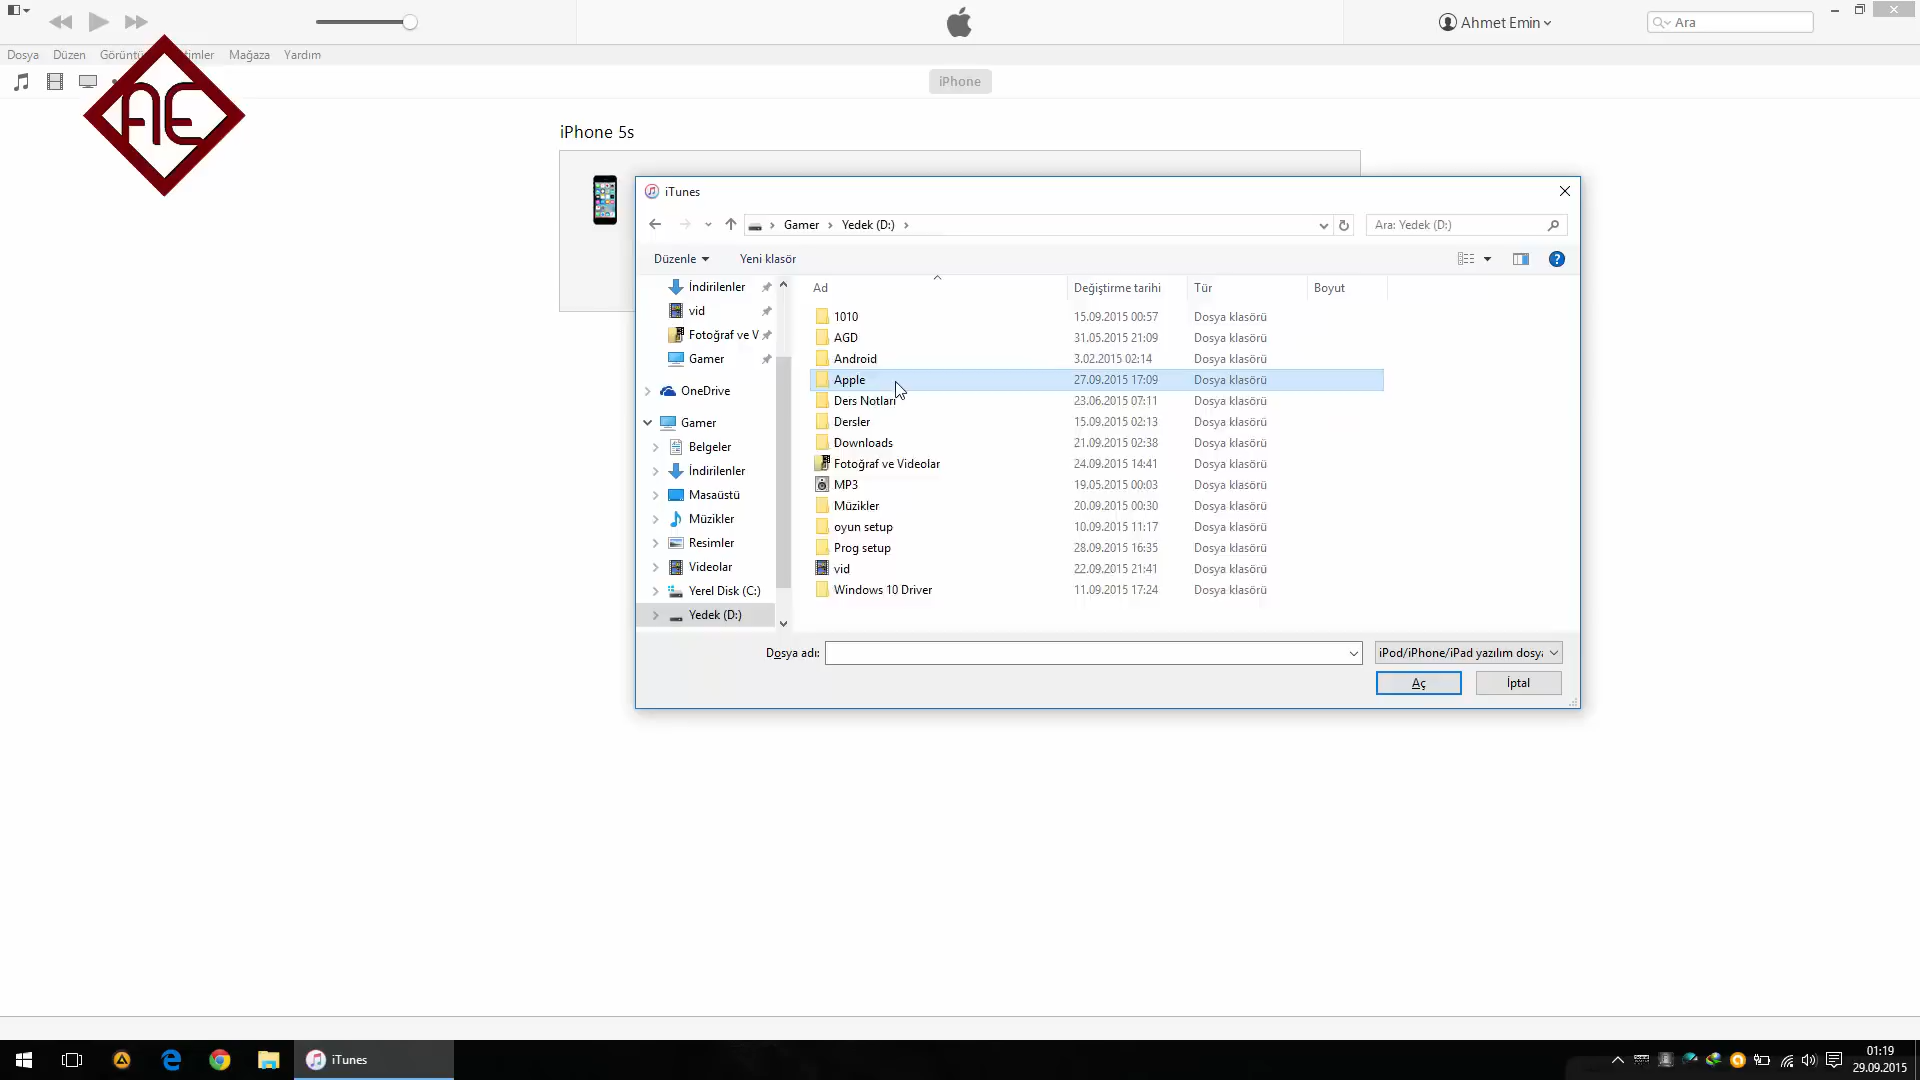 Ahmet Emin
Ara
Dosya Düzen Görüntü imler Mağaza Yardım
AE
iPhone
iPhone 5s
iTunes
Gamer Yedek (D:)
Ara: Yedek (D:)
Düzenle Yeni klasör
Ad Değiştirme tarihi Tür Boyut
İndirilenler
vid
Fotoğraf ve V
Gamer
OneDrive
Gamer
Belgeler
İndirilenler
Masaüstü
Müzikler
Resimler
Videolar
Yerel Disk (C:)
Yedek (D:)
1010 15.09.2015 00:57 Dosya klasörü
AGD 31.05.2015 21:09 Dosya klasörü
Android 3.02.2015 02:14 Dosya klasörü
Apple 27.09.2015 17:09 Dosya klasörü
Ders Notları 23.06.2015 07:11 Dosya klasörü
Dersler 15.09.2015 02:13 Dosya klasörü
Downloads 21.09.2015 02:38 Dosya klasörü
Fotoğraf ve Videolar 24.09.2015 14:41 Dosya klasörü
MP3 19.05.2015 00:03 Dosya klasörü
Müzikler 20.09.2015 00:30 Dosya klasörü
oyun setup 10.09.2015 11:17 Dosya klasörü
Prog setup 28.09.2015 16:35 Dosya klasörü
vid 22.09.2015 21:41 Dosya klasörü
Windows 10 Driver 11.09.2015 17:24 Dosya klasörü
Dosya adı:
iPod/iPhone/iPad yazılım dosya
Aç İptal
iTunes
01:19
29.09.2015